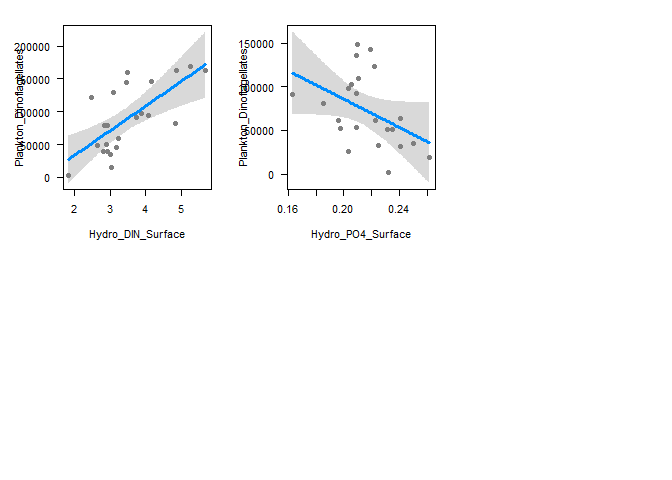 Plankton_Dinoflagellates
200000
150000
100000
50000
0
2 3 4 5
Hydro_DIN_Surface
Plankton_Dinoflagellates
150000
100000
50000
0
0.16 0.20 0.24
Hydro_PO4_Surface